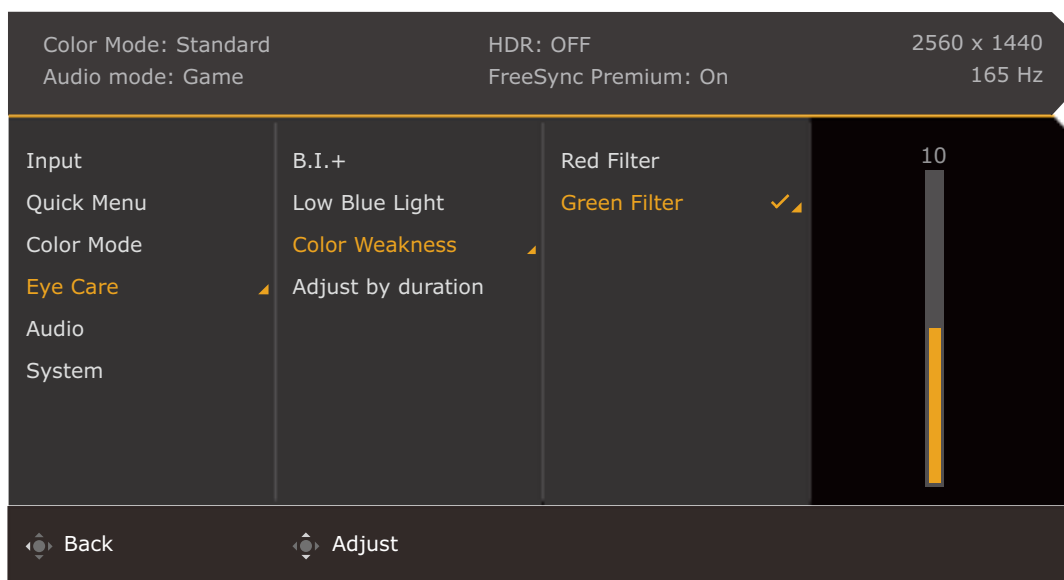 Color Mode: Standard
HDR: OFF
2560 x 1440
Audio mode: Game
FreeSync Premium: On
165 Hz
Input
Quick Menu
Color Mode
Eye Care
Audio
System
B.I.+
Low Blue Light
Color Weakness
Adjust by duration
Red Filter
Green Filter
10
Back
Adjust